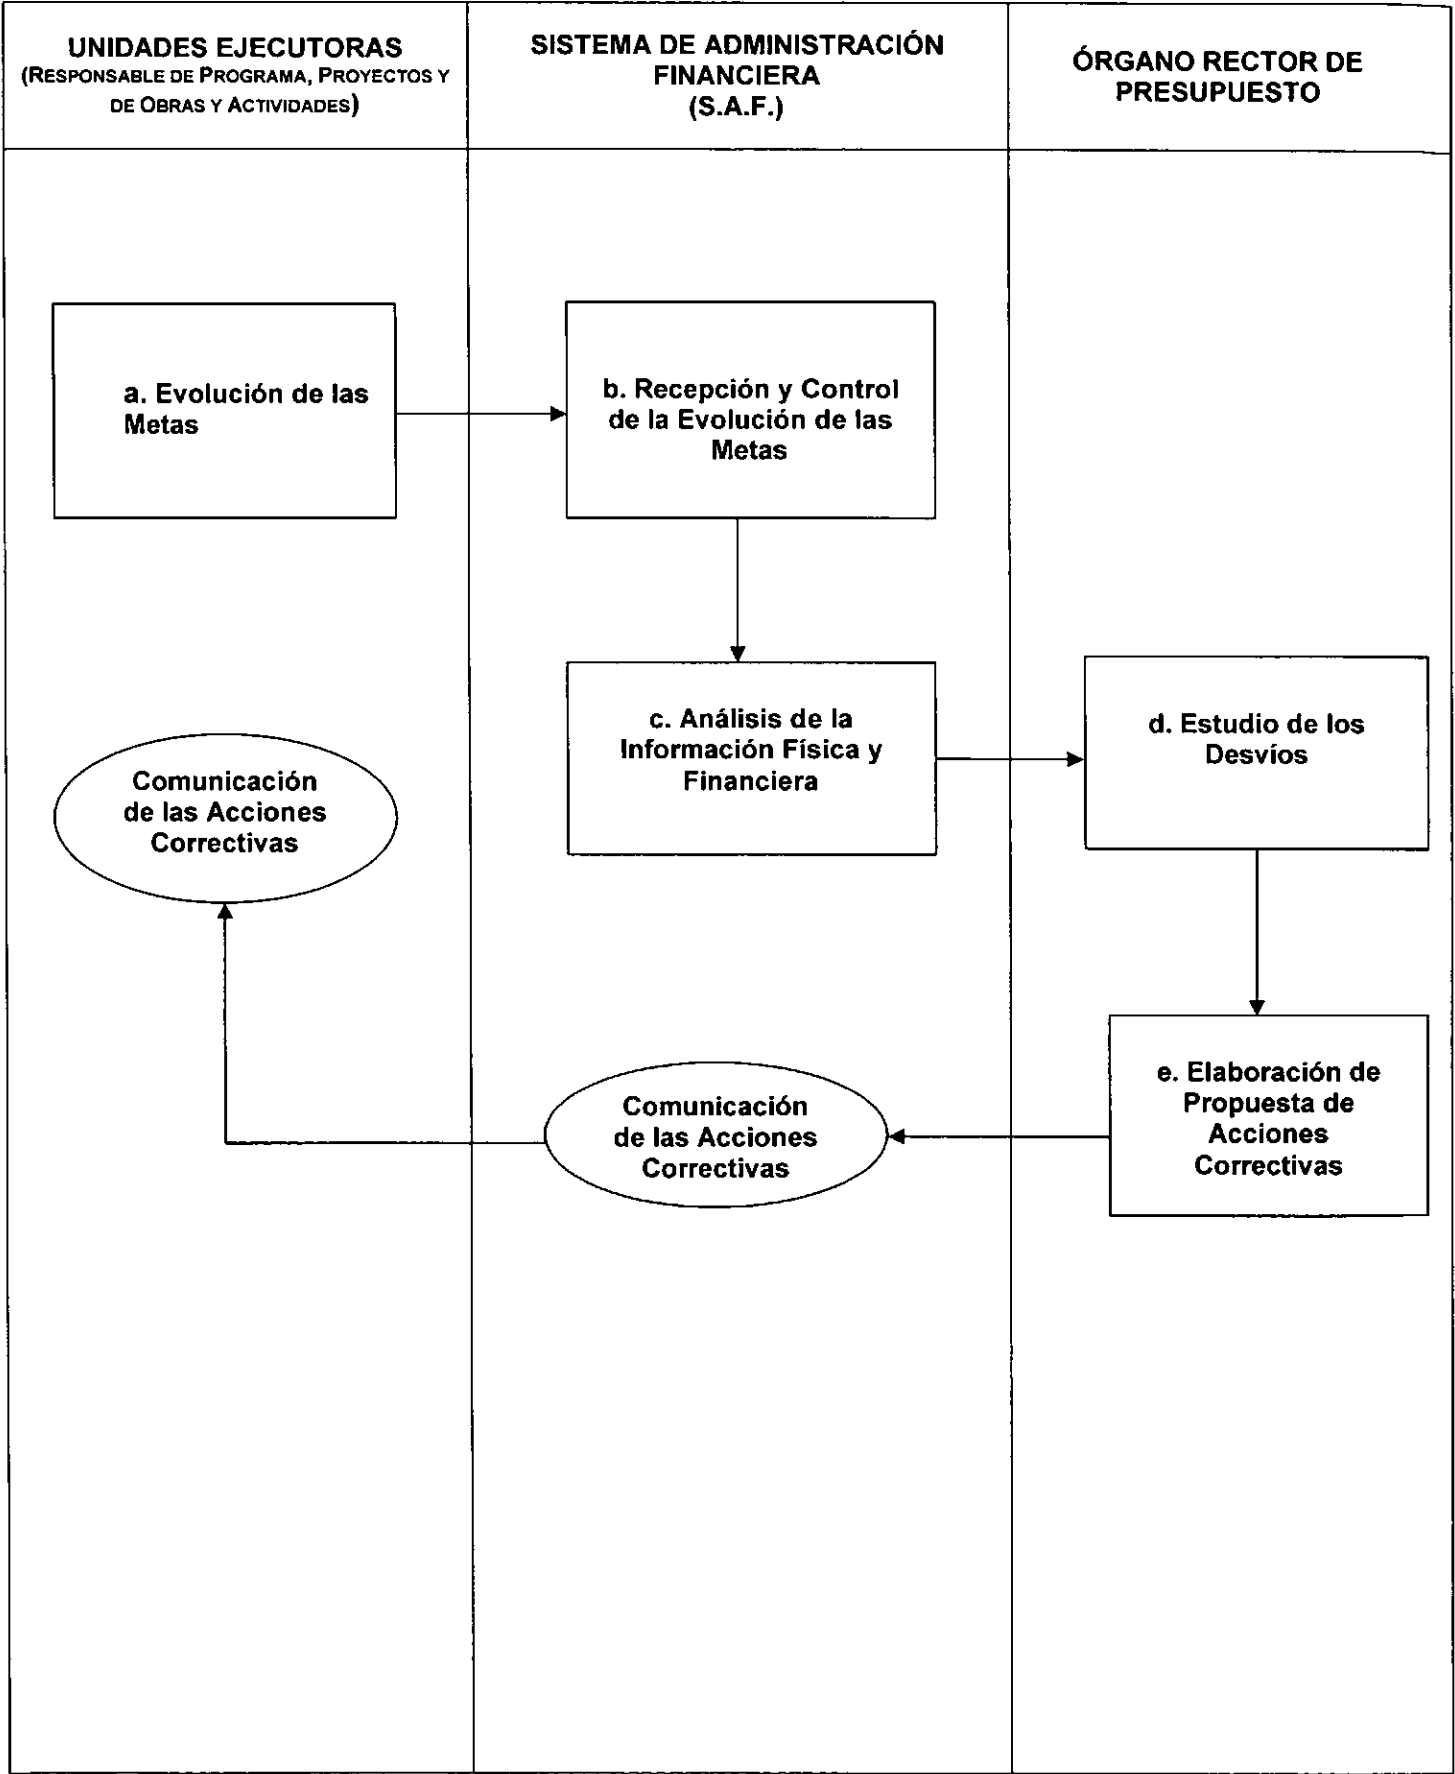 UNIDADES EJECUTORAS
(RESPONSABLE DE PROGRAMA, PROYECTOS Y
DE OBRAS Y ACTIVIDADES)
SISTEMA DE ADMINISTRACIÓN
FINANCIERA
(S.A.F.)
ÓRGANO RECTOR DE
PRESUPUESTO
a. Evolución de las
Metas
b. Recepción y Control
de la Evolución de las
Metas
c. Análisis de la
Información Física y
Financiera
d. Estudio de los
Desvíos
Comunicación
de las Acciones
Correctivas
e. Elaboración de
Propuesta de
Acciones
Correctivas
Comunicación
de las Acciones
Correctivas